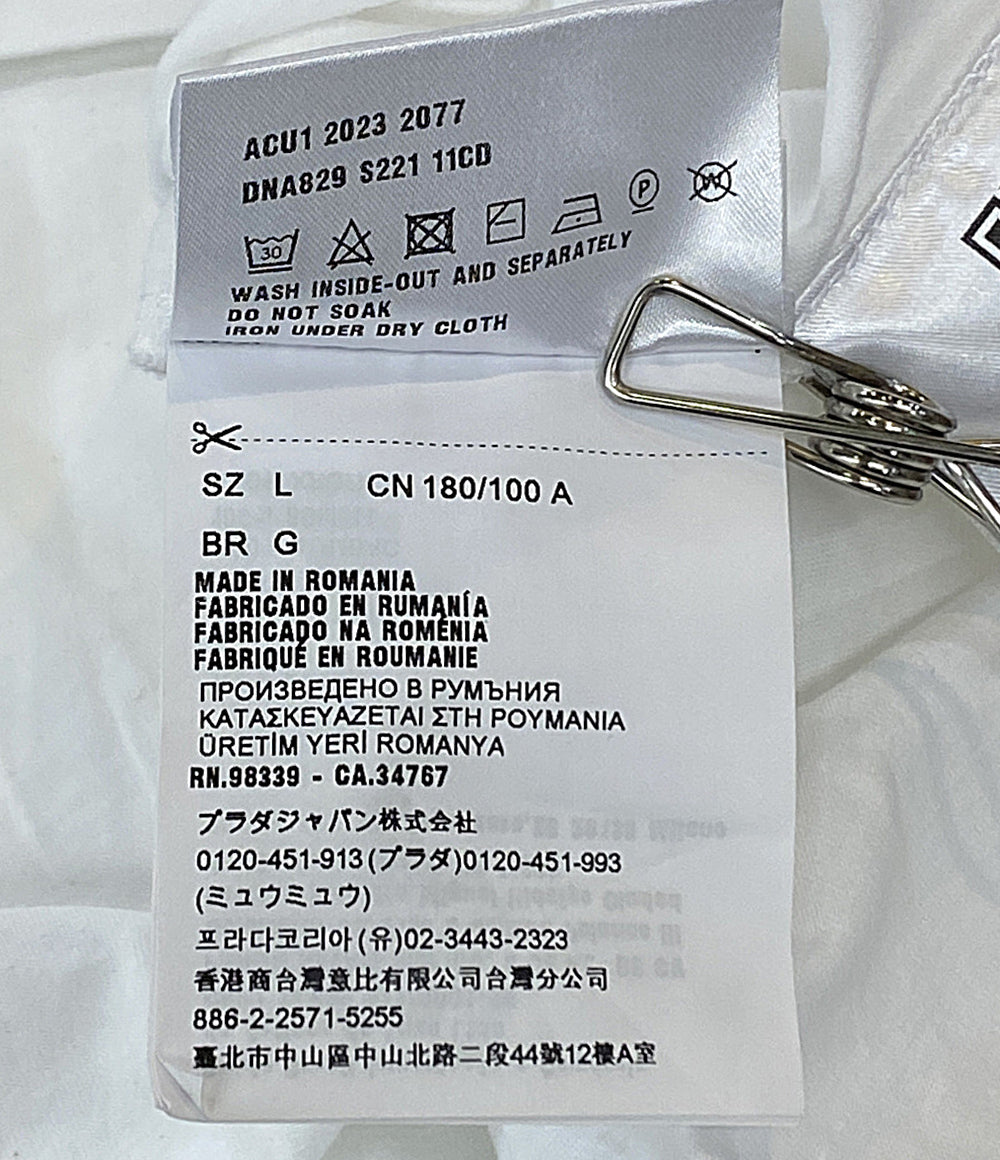 ACU1 2023 2077
DNA829 S221 11CD
30 P W
WASH INSIDE-OUT AND SEPARATELY
DO NOT SOAK
IRON UNDER DRY CLOTH
SZ L CN 180/100 A
BR G
MADE IN ROMANIA
FABRICADO EN RUMANÍA
FABRICADO NA ROMÉNIA
FABRIQUÉ EN ROUMANIE
ПРОИЗВЕДЕНО В РУМЪНИЯ
ΚΑΤΑΣΚΕΥΑΖΕΤΑΙ ΣΤΗ ΡΟΥΜΑΝΙΑ
ÜRETİM YERİ ROMANYA
RN.98339 - CA.34767
プラダジャパン株式会社
0120-451-913(プラダ)0120-451-993
(ミュウミュウ)
프라다코리아(유)02-3443-2323
香港商台灣意比有限公司台灣分公司
886-2-2571-5255
臺北市中山區中山北路二段44號12樓A室